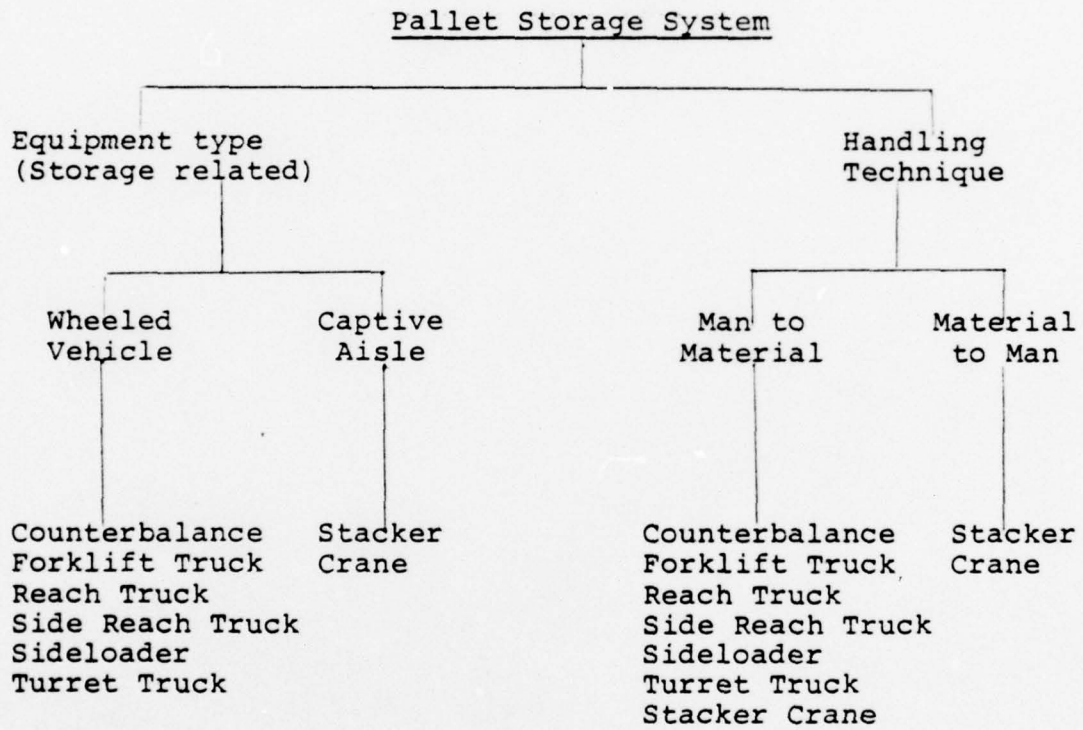 Pallet Storage System
Equipment type
(Storage related)
Handling
Technique
Wheeled
Vehicle
Captive
Aisle
Man to
Material
Material
to Man
Counterbalance
Forklift Truck
Reach Truck
Side Reach Truck
Sideloader
Turret Truck
Stacker
Crane
Counterbalance
Forklift Truck
Reach Truck
Side Reach Truck
Sideloader
Turret Truck
Stacker Crane
Stacker
Crane